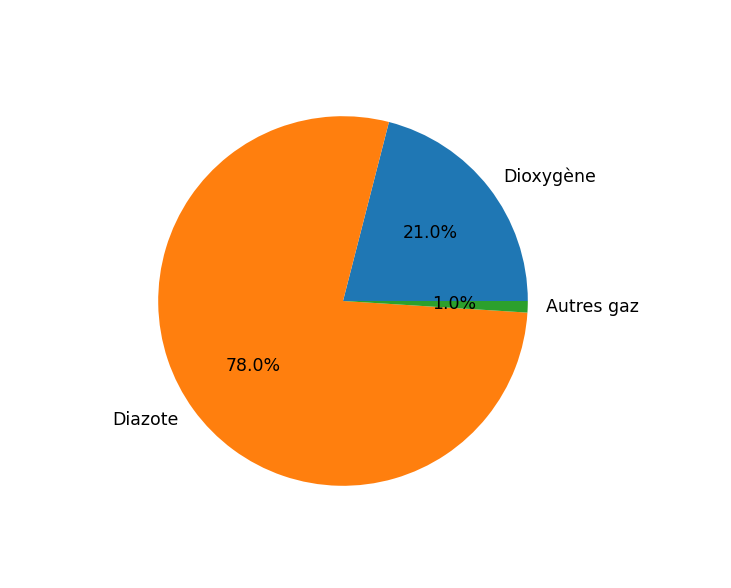 Dioxygène
21.0%
1.0%
Autres gaz
78.0%
Diazote